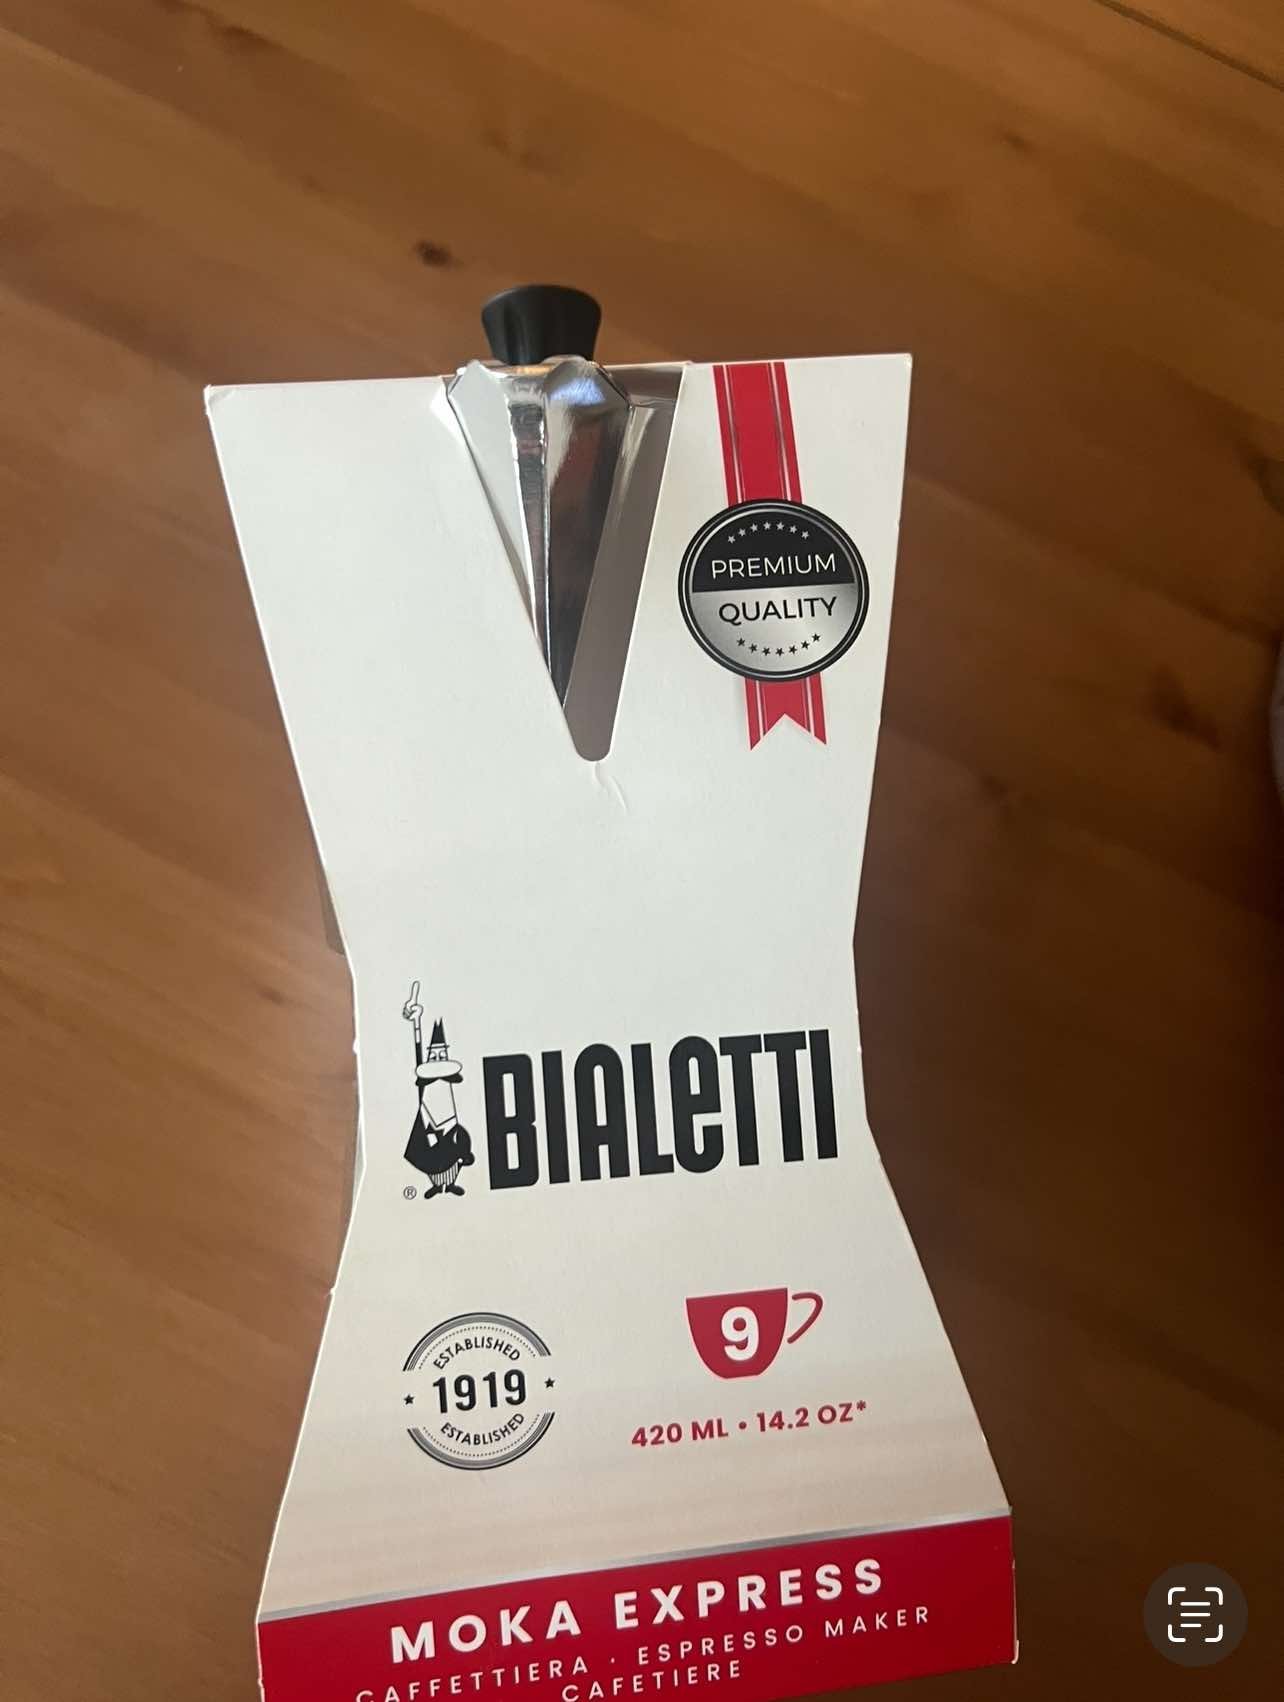 PREMIUM
QUALITY
BIALETTI
®
ESTABLISHED
1919
ESTABLISHED
9
420 ML • 14.2 OZ*
MOKA EXPRESS
CAFFETTIERA · ESPRESSO MAKER
CAFETIERE